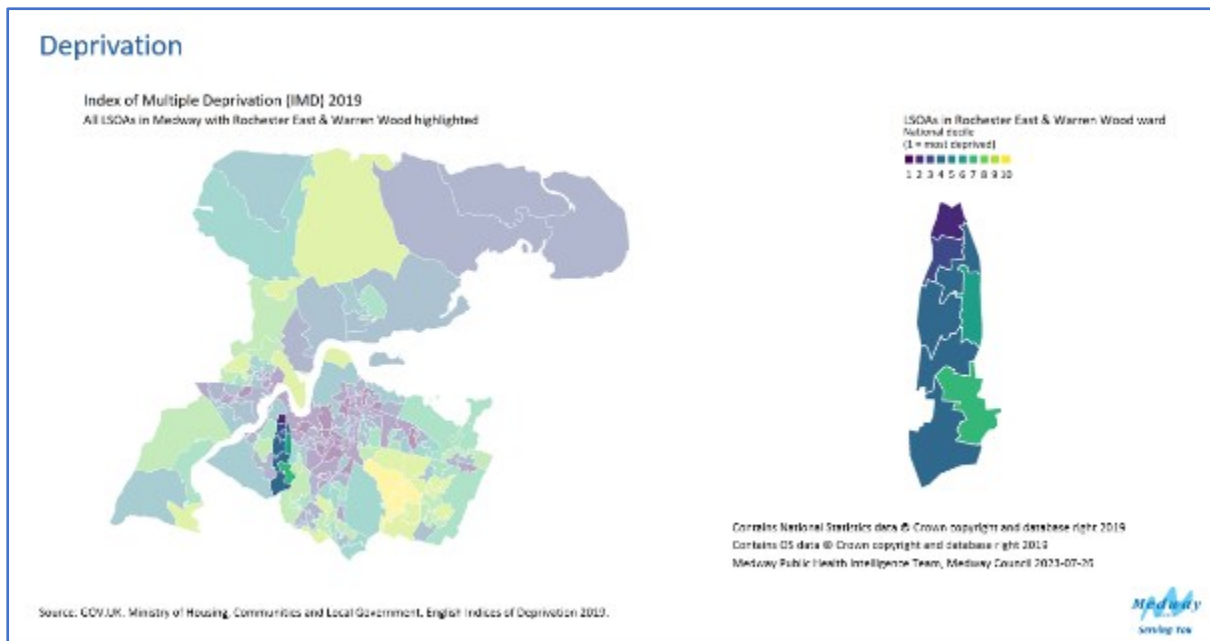 Deprivation
Index of Multiple Deprivation (IMD) 2019
All LSOAs in Medway with Rochester East & Warren Wood highlighted
LSOAs in Rochester East & Warren Wood ward
National decile
(1 = most deprived)
1 2 3 4 5 6 7 8 9 10
Contains National Statistics data © Crown copyright and database right 2019
Contains OS data © Crown copyright and database right 2019
Medway Public Health Intelligence Team, Medway Council 2023-07-26
Source: GOV.UK. Ministry of Housing, Communities and Local Government. English Indices of Deprivation 2019.
Medway
Serving You